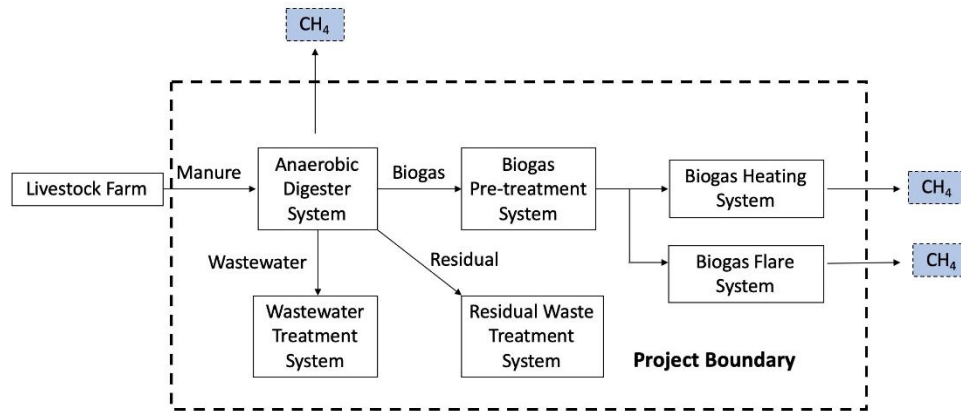 CH₄
Livestock Farm
Manure
Anaerobic
Digester
System
Biogas
Biogas
Pre-treatment
System
Biogas Heating
System
CH₄
Biogas Flare
System
CH₄
Wastewater
Residual
Wastewater
Treatment
System
Residual Waste
Treatment
System
Project Boundary